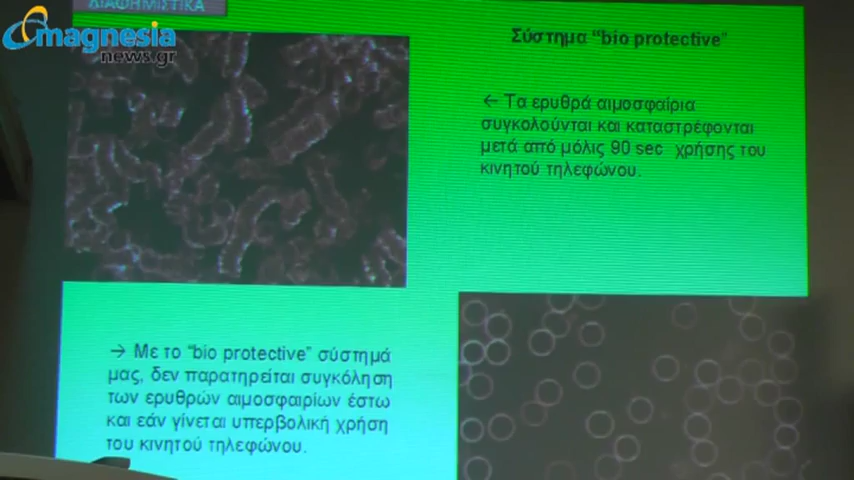 ΔΙΑΦΗΜΙΣΤΙΚΑ
magnesia
news.gr
Σύστημα “bio protective”
← Τα ερυθρά αιμοσφαίρια
συγκολούνται και καταστρέφονται
μετά από μόλις 90 sec χρήσης του
κινητού τηλεφώνου.
→ Με το “bio protective” σύστημά
μας, δεν παρατηρείται συγκόληση
των ερυθρών αιμοσφαιρίων έστω
και εάν γίνεται υπερβολική χρήση
του κινητού τηλεφώνου.